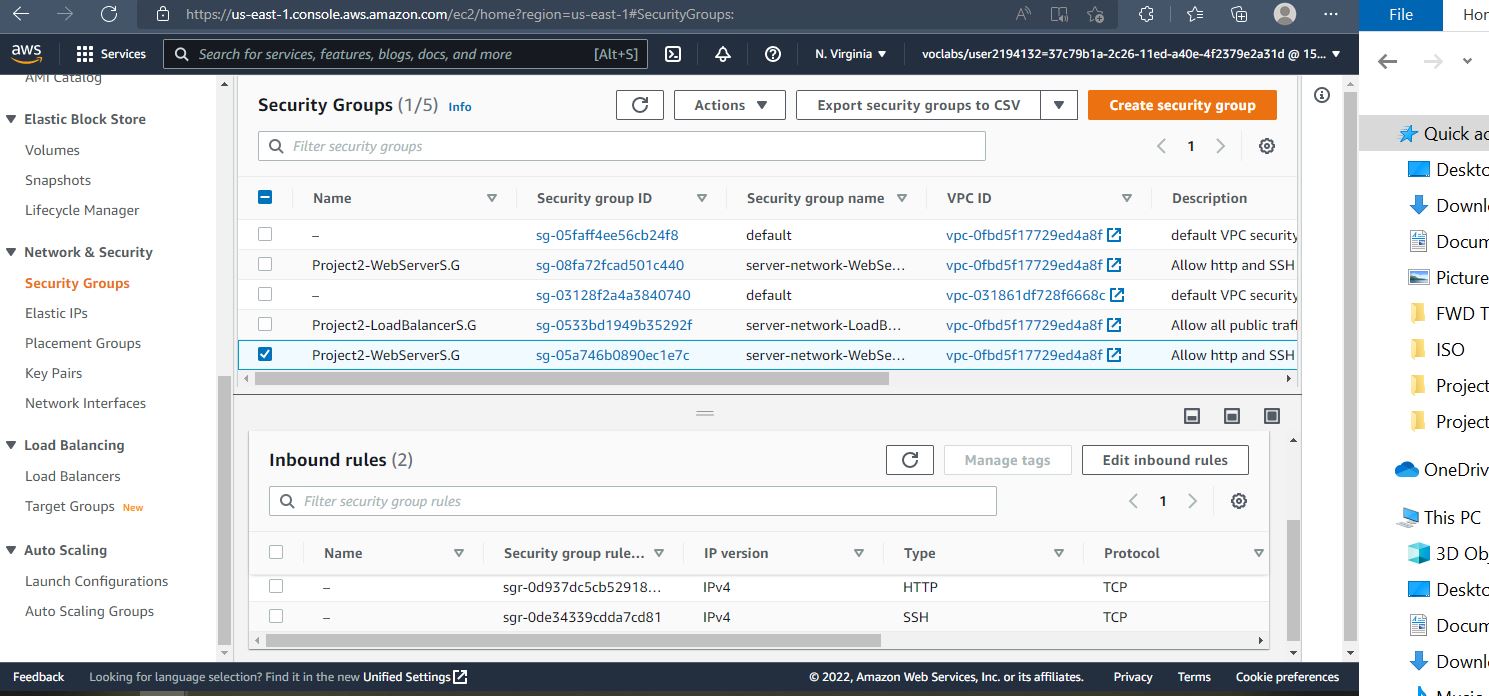 https://us-east-1.console.aws.amazon.com/ec2/home?region=us-east-1#SecurityGroups:
File
aws
Services
Search for services, features, blogs, docs, and more
[Alt+S]
N. Virginia
voclabs/user2194132=37c79b1a-2c26-11ed-a40e-4f2379e2a31d @ 15...
AMI Catalog
Elastic Block Store
Volumes
Snapshots
Lifecycle Manager
Network & Security
Security Groups
Elastic IPs
Placement Groups
Key Pairs
Network Interfaces
Load Balancing
Load Balancers
Target Groups New
Auto Scaling
Launch Configurations
Auto Scaling Groups
Security Groups (1/5) Info
Actions
Export security groups to CSV
Create security group
Filter security groups
1
Name Security group ID Security group name VPC ID Description
– sg-05faff4ee56cb24f8 default vpc-0fbd5f17729ed4a8f default VPC security
Project2-WebServerS.G sg-08fa72fcad501c440 server-network-WebSe... vpc-0fbd5f17729ed4a8f Allow http and SSH
– sg-03128f2a4a3840740 default vpc-031861df728f6668c default VPC security
Project2-LoadBalancerS.G sg-0533bd1949b35292f server-network-LoadB... vpc-0fbd5f17729ed4a8f Allow all public traf
Project2-WebServerS.G sg-05a746b0890ec1e7c server-network-WebSe... vpc-0fbd5f17729ed4a8f Allow http and SSH
Inbound rules (2)
Manage tags
Edit inbound rules
Filter security group rules
1
Name Security group rule... IP version Type Protocol
– sgr-0d937dc5cb52918... IPv4 HTTP TCP
– sgr-0de34339cdda7cd81 IPv4 SSH TCP
Feedback
Looking for language selection? Find it in the new Unified Settings
© 2022, Amazon Web Services, Inc. or its affiliates.
Privacy
Terms
Cookie preferences
Quick ac
Deskto
Downl
Docum
Picture
FWD T
ISO
Project
Project
OneDriv
This PC
3D Obj
Deskto
Docum
Downl